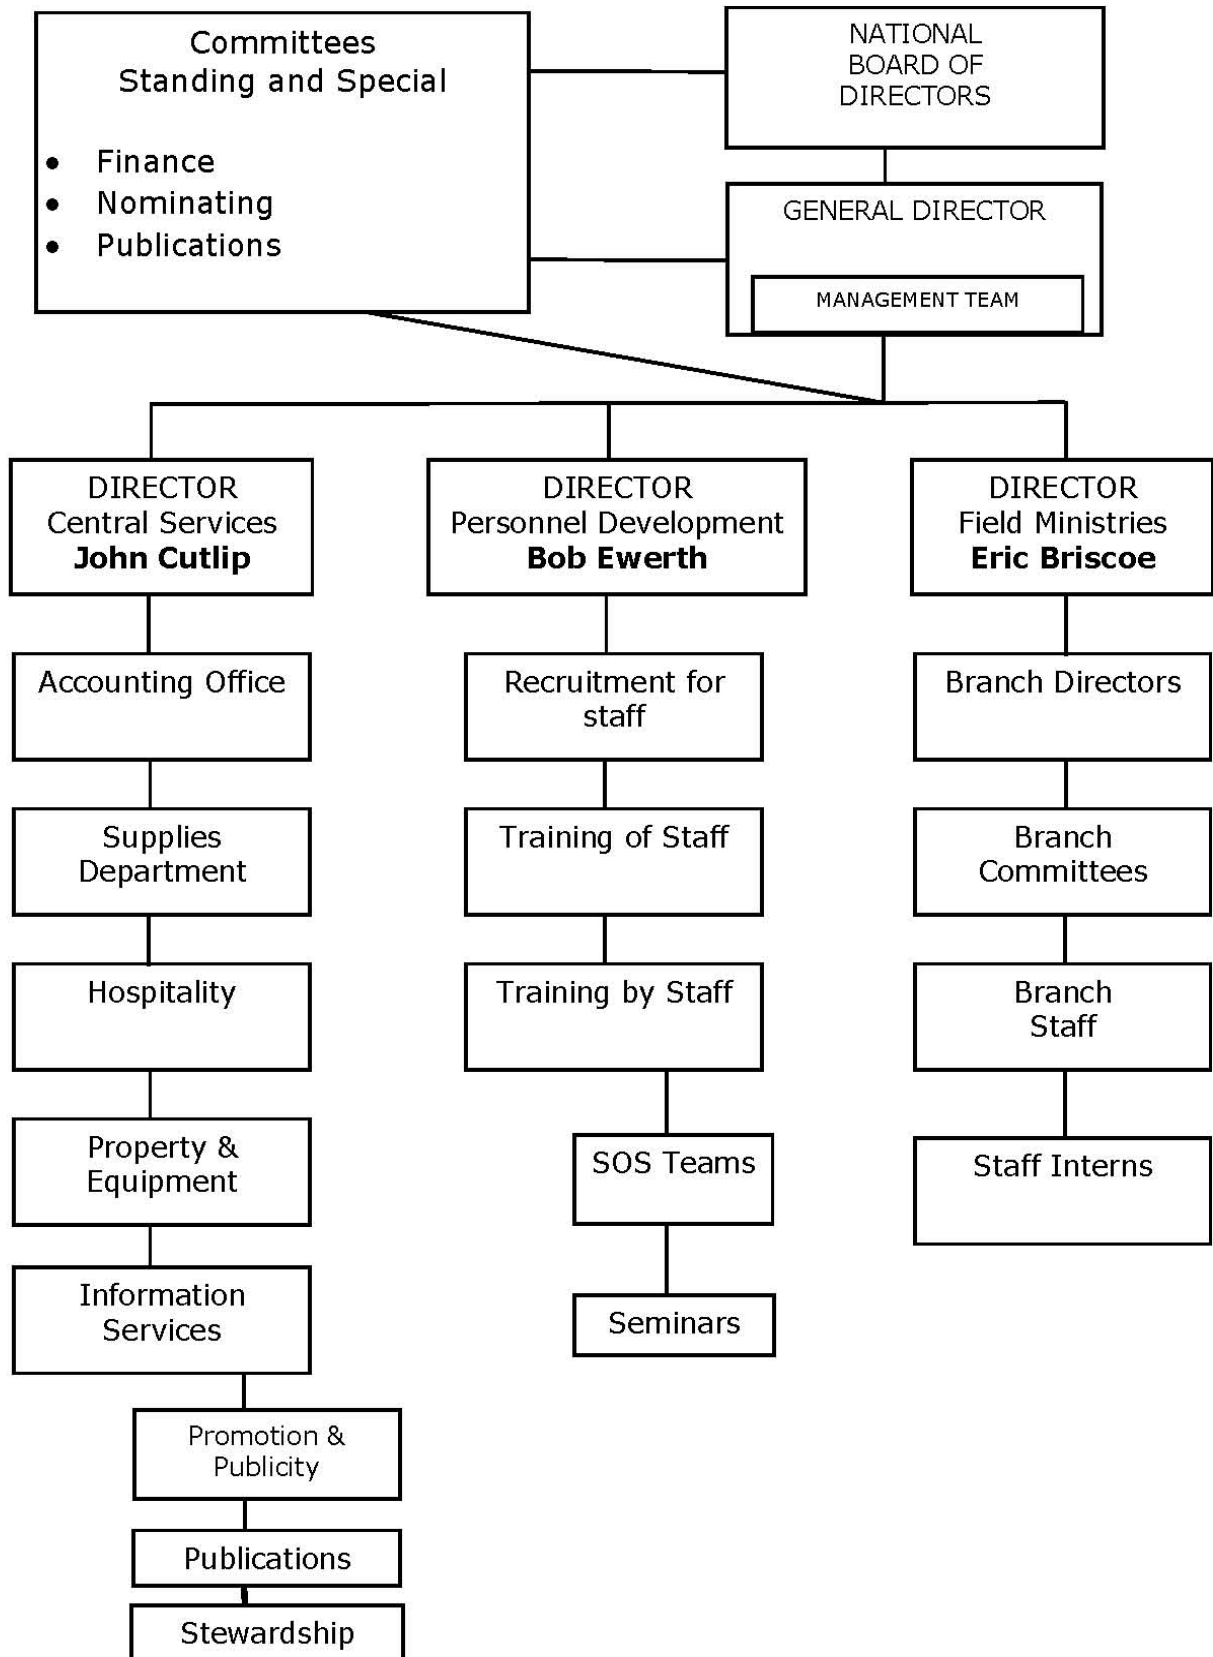 Committees
Standing and Special
• Finance
• Nominating
• Publications
NATIONAL
BOARD OF
DIRECTORS
GENERAL DIRECTOR
MANAGEMENT TEAM
DIRECTOR
Central Services
John Cutlip
DIRECTOR
Personnel Development
Bob Ewerth
DIRECTOR
Field Ministries
Eric Briscoe
Accounting Office
Supplies
Department
Hospitality
Property &
Equipment
Information
Services
Promotion &
Publicity
Publications
Stewardship
Recruitment for
staff
Training of Staff
Training by Staff
SOS Teams
Seminars
Branch Directors
Branch
Committees
Branch
Staff
Staff Interns